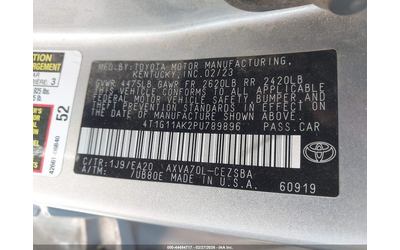 MFD. BY: TOYOTA MOTOR MANUFACTURING,
KENTUCKY, INC. 02/23
GVWR 4475LB GAWR FR 2620LB RR 2420LB
THIS VEHICLE CONFORMS TO ALL APPLICABLE
FEDERAL MOTOR VEHICLE SAFETY, BUMPER, AND
THEFT PREVENTION STANDARDS IN EFFECT ON
THE DATE OF MANUFACTURE SHOWN ABOVE.
4T1G11AK2PU789896 PASS.CAR
C/TR: 1J9/EA20 AXVA70L-CEZSBA
A/TM: /UB80E MADE IN U.S.A.
60919
52
3